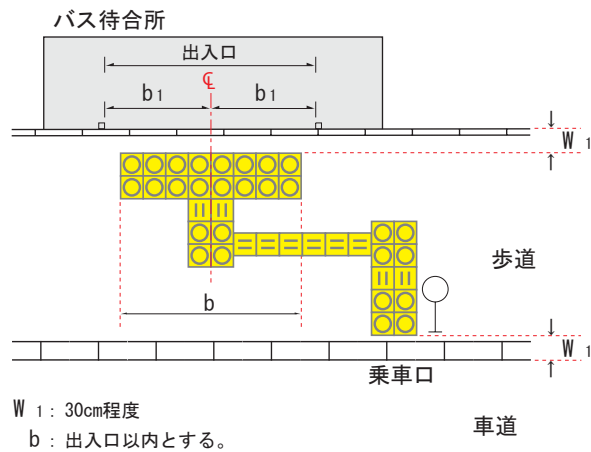 バス待合所
出入口
℄
b1 b1
W 1
歩道
b
W 1
乗車口
W 1：30cm程度
車道
b：出入口以内とする。